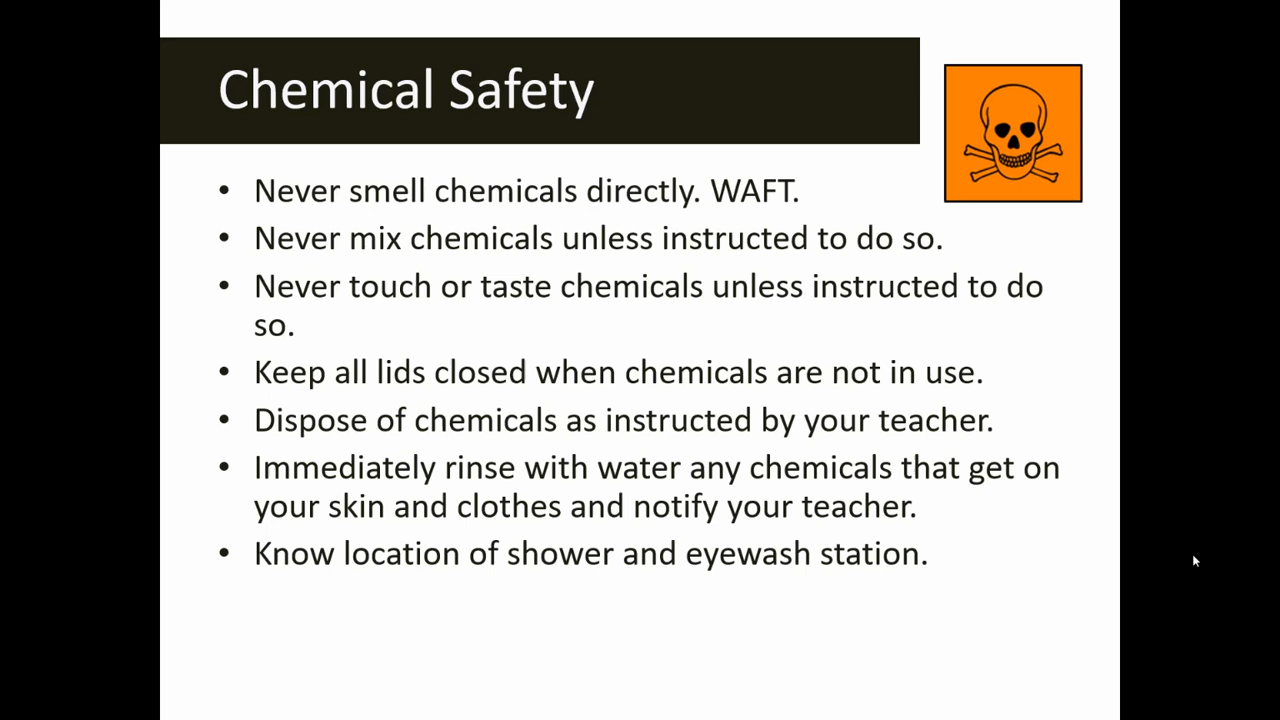 Chemical Safety
• Never smell chemicals directly. WAFT.
• Never mix chemicals unless instructed to do so.
• Never touch or taste chemicals unless instructed to do
so.
• Keep all lids closed when chemicals are not in use.
• Dispose of chemicals as instructed by your teacher.
• Immediately rinse with water any chemicals that get on
your skin and clothes and notify your teacher.
• Know location of shower and eyewash station.